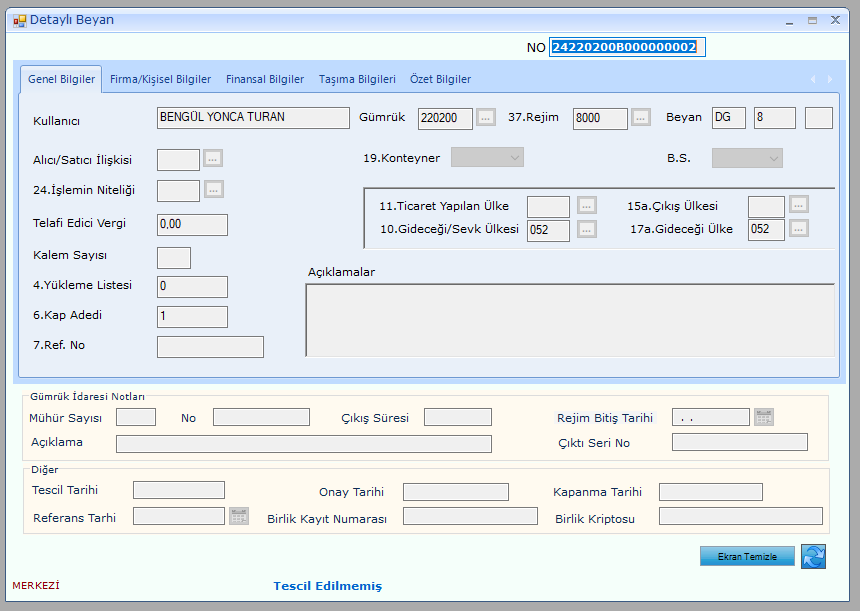 Detaylı Beyan
NO 24220200B000000002
Genel Bilgiler Firma/Kişisel Bilgiler Finansal Bilgiler Taşıma Bilgileri Özet Bilgiler
Kullanıcı BENGÜL YONCA TURAN Gümrük 220200 ... 37.Rejim 8000 ... Beyan DG 8
Alıcı/Satıcı İlişkisi ... 19.Konteyner B.S.
24.İşlemin Niteliği ...
11.Ticaret Yapılan Ülke ... 15a.Çıkış Ülkesi ...
Telafi Edici Vergi 0,00 10.Gideceği/Sevk Ülkesi 052 ... 17a.Gideceği Ülke 052 ...
Kalem Sayısı
Açıklamalar
4.Yükleme Listesi 0
6.Kap Adedi 1
7.Ref. No
Gümrük İdaresi Notları
Mühür Sayısı No Çıkış Süresi Rejim Bitiş Tarihi . .
Açıklama Çıktı Seri No
Diğer
Tescil Tarihi Onay Tarihi Kapanma Tarihi
Referans Tarhi Birlik Kayıt Numarası Birlik Kriptosu
Ekran Temizle
MERKEZİ Tescil Edilmemiş